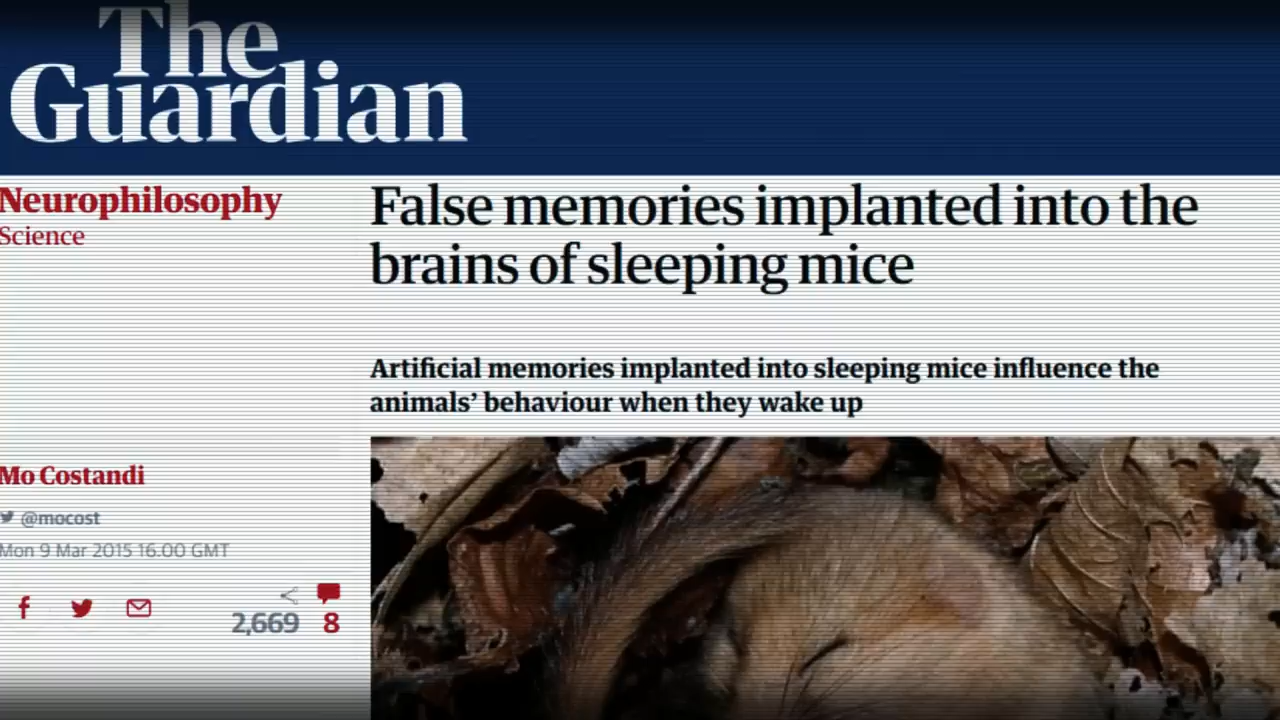 The
Guardian
Neurophilosophy
Science
False memories implanted into the
brains of sleeping mice
Artificial memories implanted into sleeping mice influence the
animals’ behaviour when they wake up
Mo Costandi
@mocost
Mon 9 Mar 2015 16.00 GMT
2,669
8